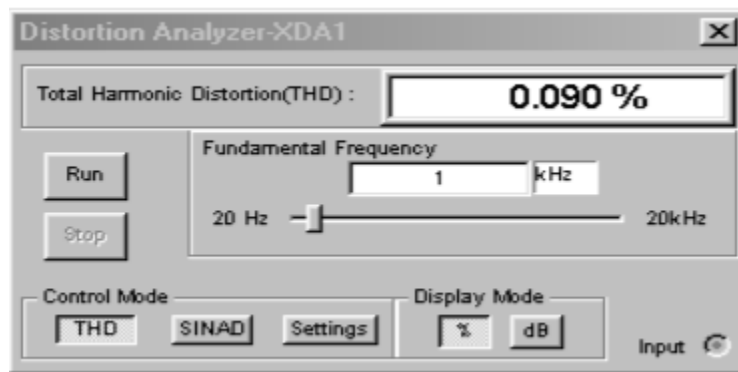 Distortion Analyzer-XDA1
Total Harmonic Distortion(THD) : 0.090 %
Run
Fundamental Frequency
1 kHz
Stop
20 Hz 20kHz
Control Mode
THD SINAD Settings
Display Mode
% dB
Input